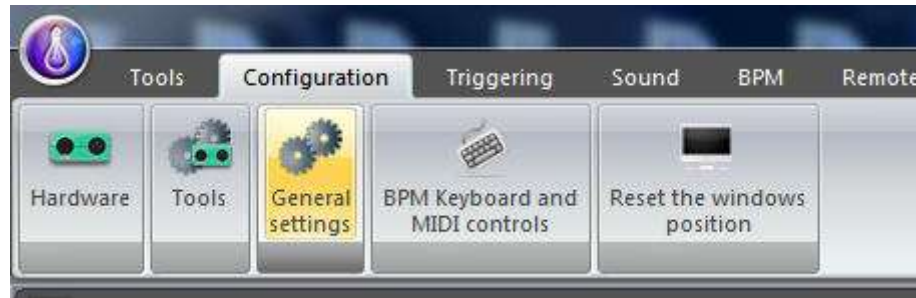 Tools Configuration Triggering Sound BPM Remote
Hardware Tools General settings BPM Keyboard and MIDI controls Reset the windows position